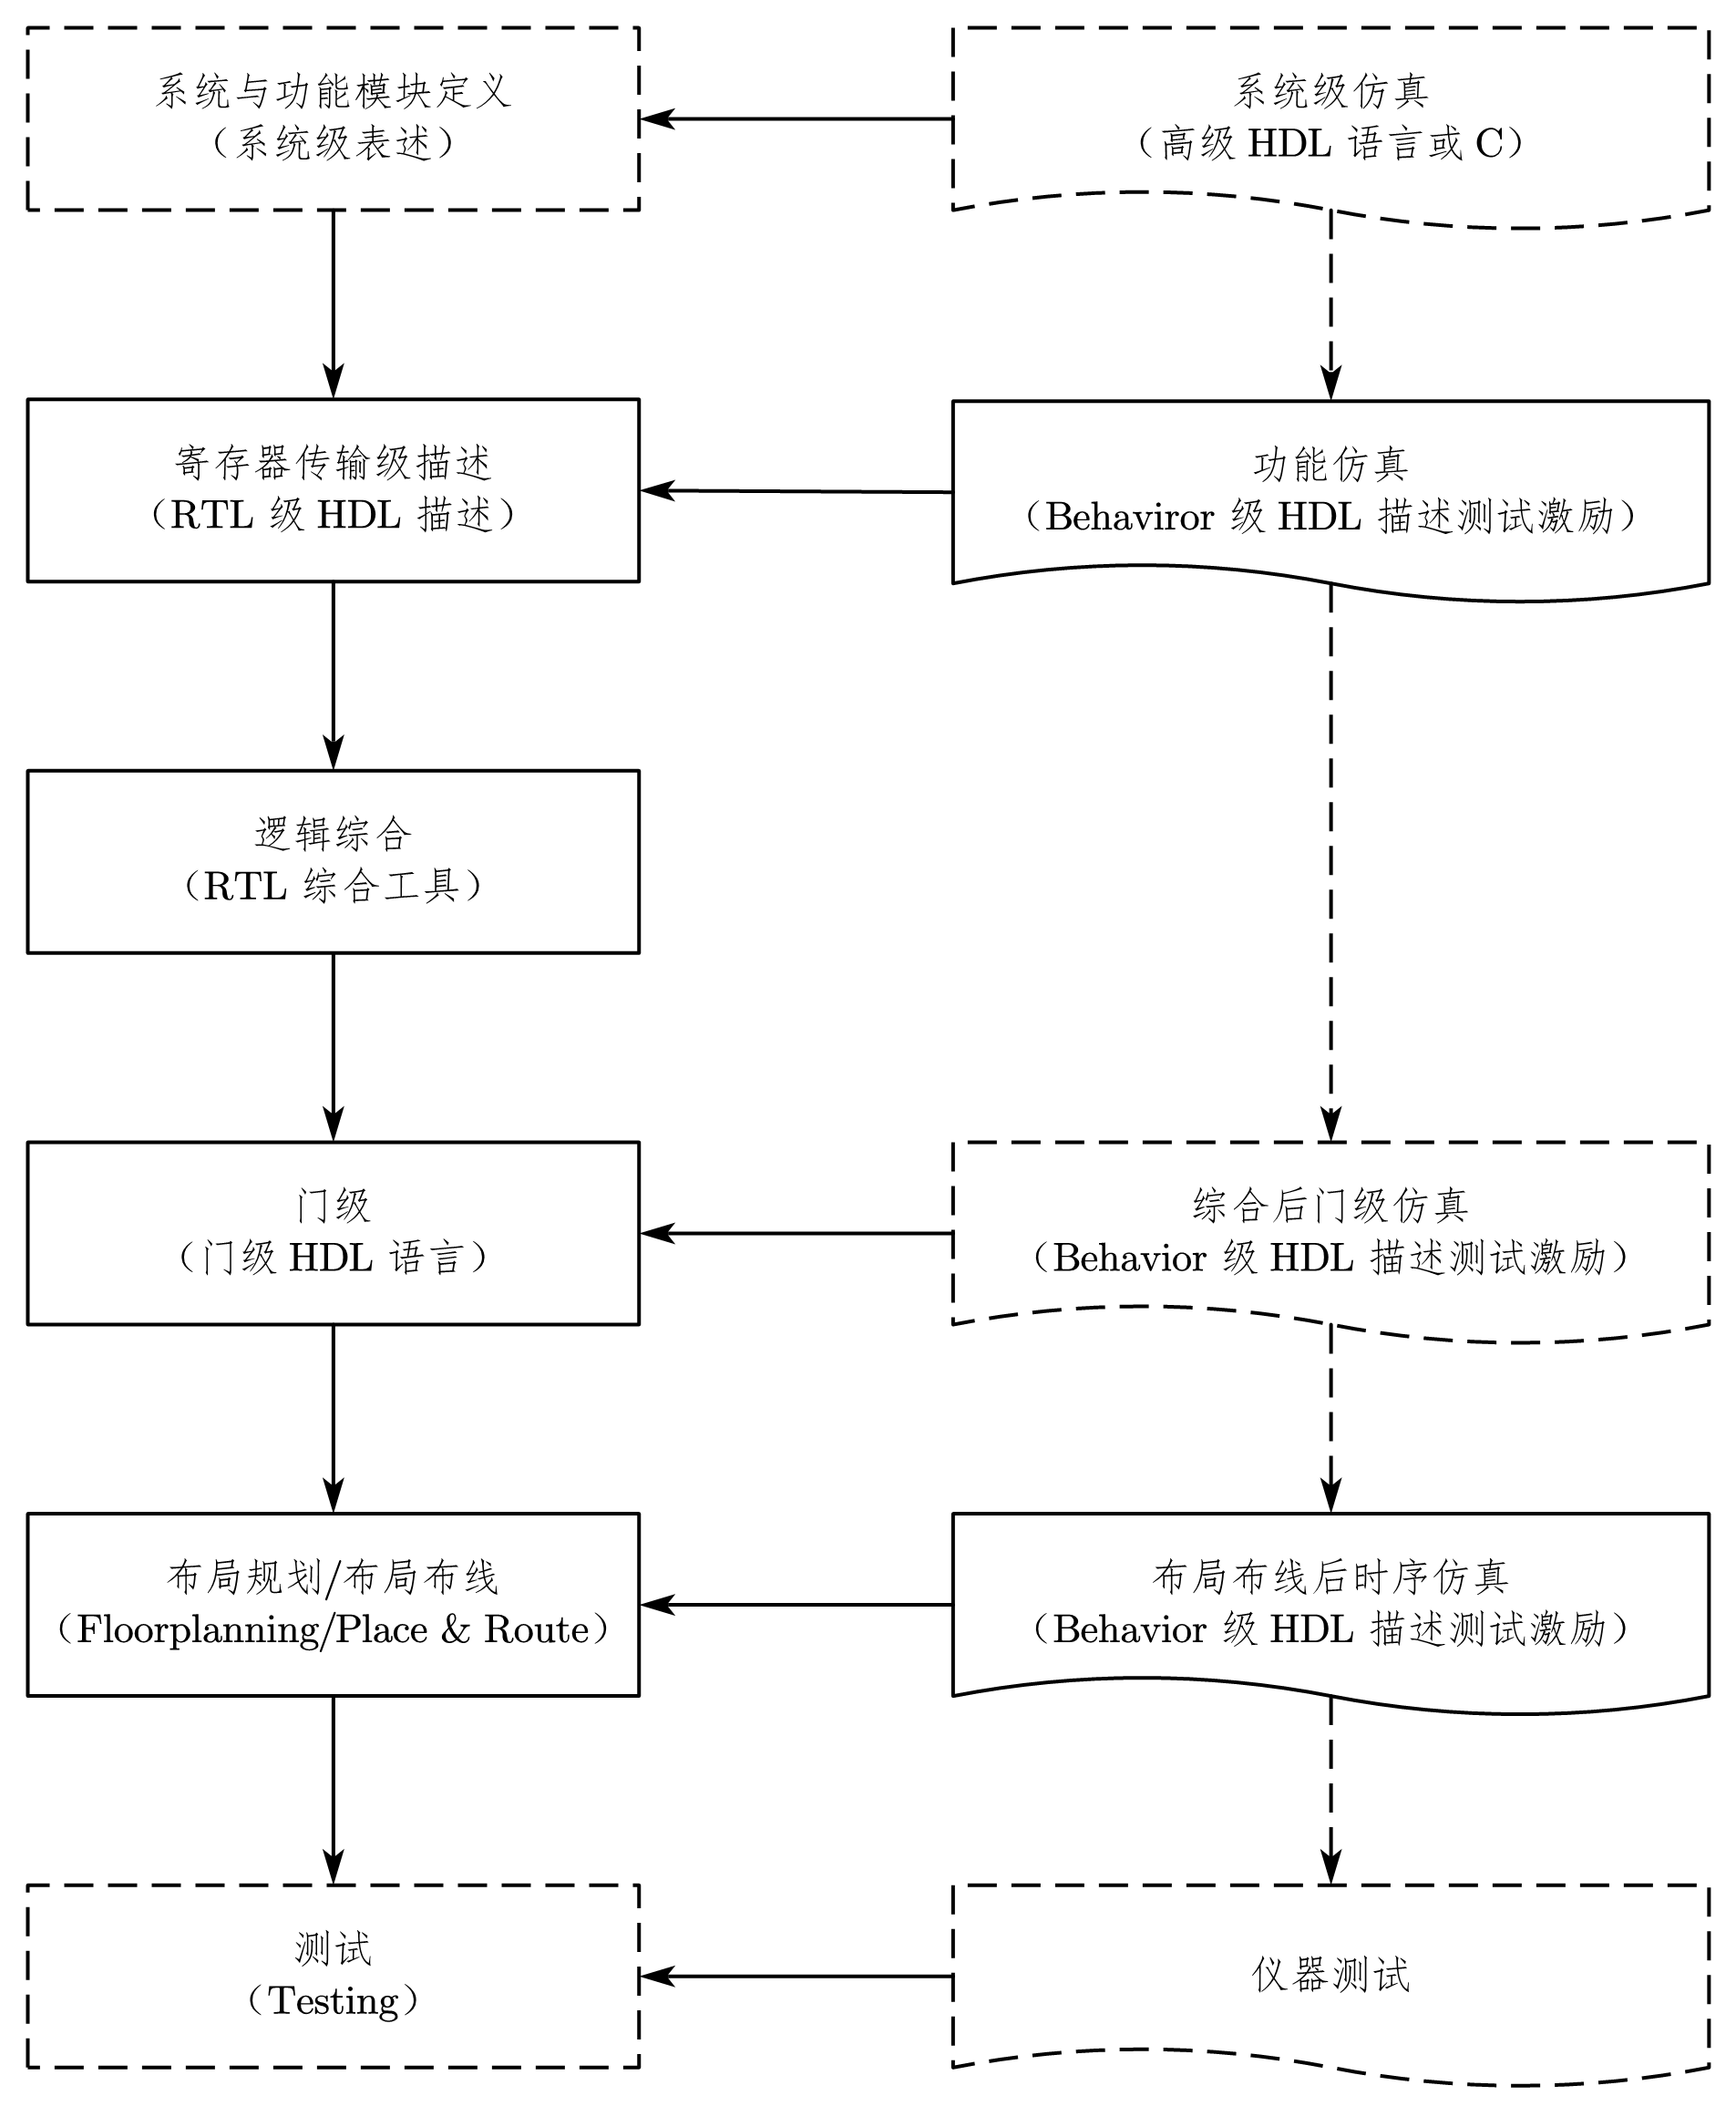 系统与功能模块定义
（系统级表述）
系统级仿真
（高级 HDL 语言或 C）
寄存器传输级描述
（RTL 级 HDL 描述）
功能仿真
（Behaviror 级 HDL 描述测试激励）
逻辑综合
（RTL 综合工具）
门级
（门级 HDL 语言）
综合后门级仿真
（Behavior 级 HDL 描述测试激励）
布局规划/布局布线
（Floorplanning/Place & Route）
布局布线后时序仿真
（Behavior 级 HDL 描述测试激励）
测试
（Testing）
仪器测试